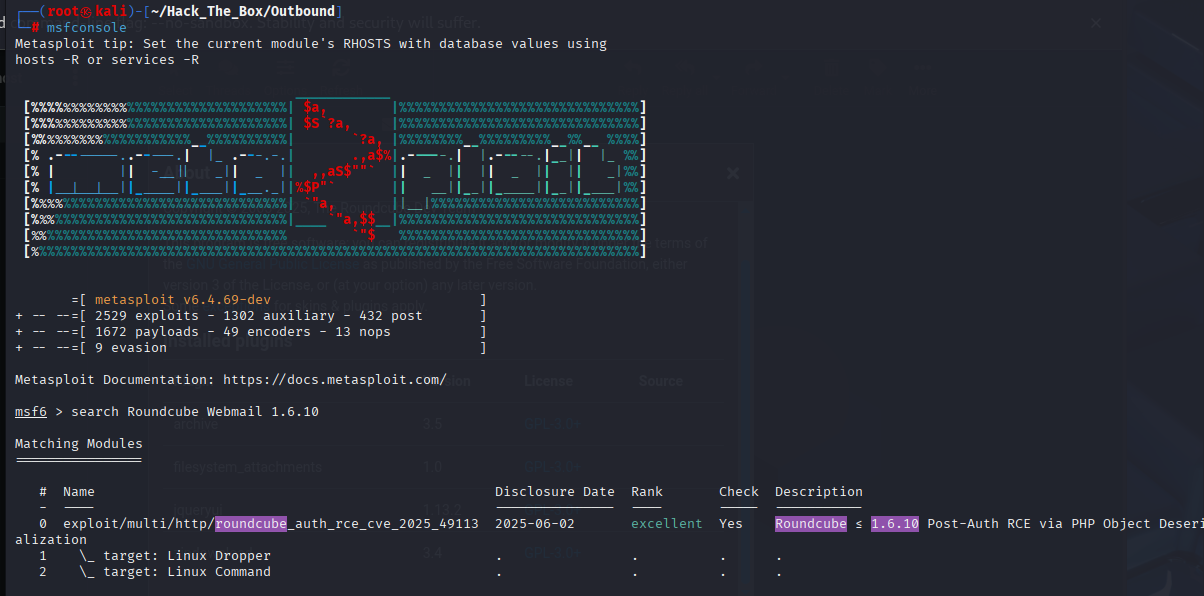 (root㉿kali)-[~/Hack_The_Box/Outbound]
# msfconsole
Metasploit tip: Set the current module's RHOSTS with database values using
hosts -R or services -R
=[ metasploit v6.4.69-dev ]
+ -- --=[ 2529 exploits - 1302 auxiliary - 432 post ]
+ -- --=[ 1672 payloads - 49 encoders - 13 nops ]
+ -- --=[ 9 evasion ]
Metasploit Documentation: https://docs.metasploit.com/
msf6 > search Roundcube Webmail 1.6.10
Matching Modules
================
# Name Disclosure Date Rank Check Description
- ---- --------------- ---- ----- -----------
0 exploit/multi/http/roundcube_auth_rce_cve_2025_49113 2025-06-02 excellent Yes Roundcube ≤ 1.6.10 Post-Auth RCE via PHP Object Deseri
alization
1 \_ target: Linux Dropper . . . .
2 \_ target: Linux Command . . . .